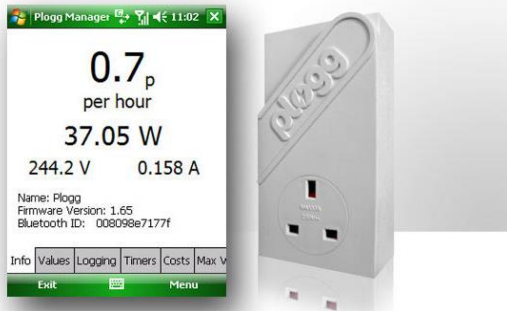 Plogg Manager 11:02
0.7p
per hour
37.05 W
244.2 V 0.158 A
Name: Plogg
Firmware Version: 1.65
Bluetooth ID: 008098e7177f
Info Values Logging Timers Costs Max
Exit Menu
plogg